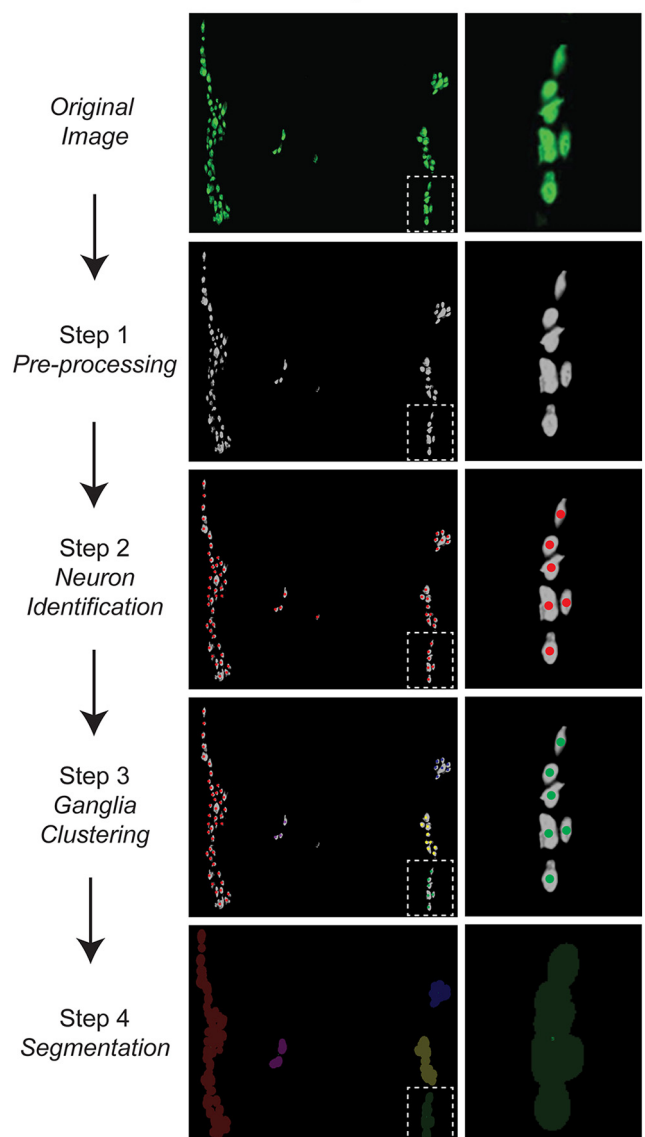 Original
Image
Step 1
Pre-processing
Step 2
Neuron
Identification
Step 3
Ganglia
Clustering
Step 4
Segmentation